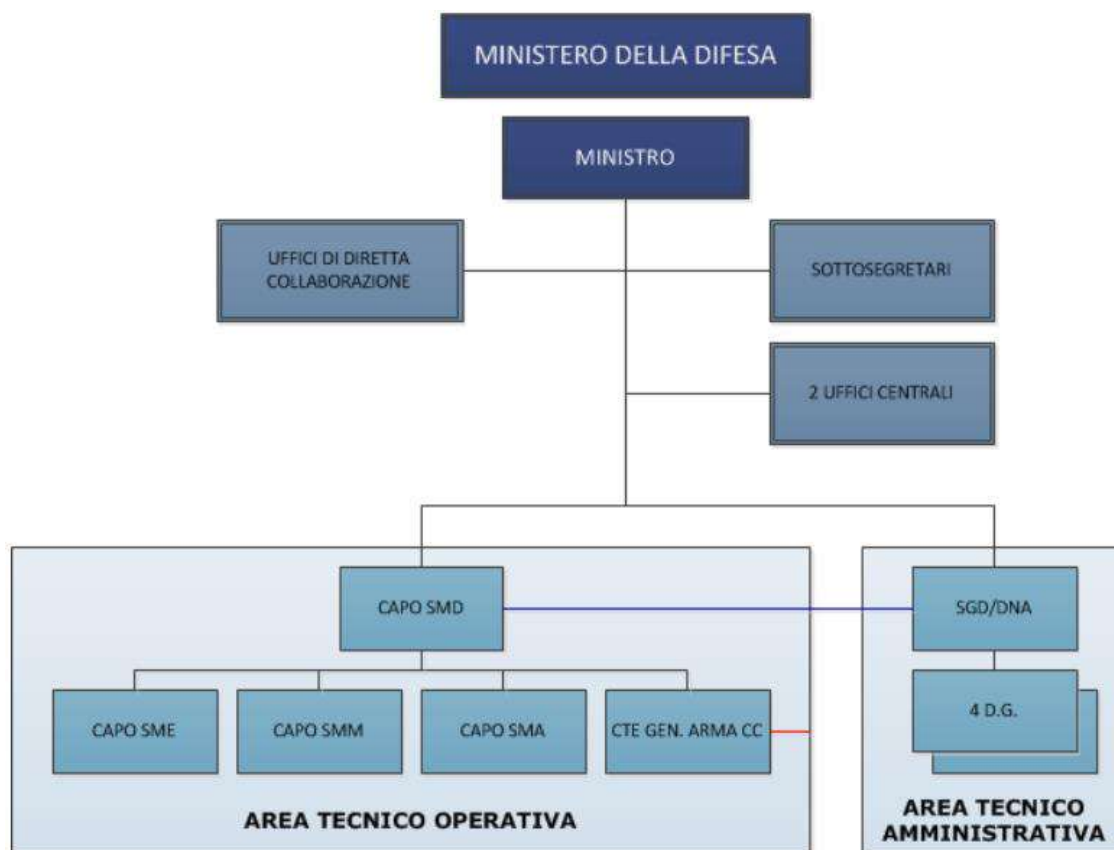 MINISTERO DELLA DIFESA
MINISTRO
UFFICI DI DIRETTA
COLLABORAZIONE
SOTTOSEGRETARI
2 UFFICI CENTRALI
CAPO SMD
SGD/DNA
CAPO SME
CAPO SMM
CAPO SMA
CTE GEN. ARMA CC
4 D.G.
AREA TECNICO OPERATIVA
AREA TECNICO
AMMINISTRATIVA